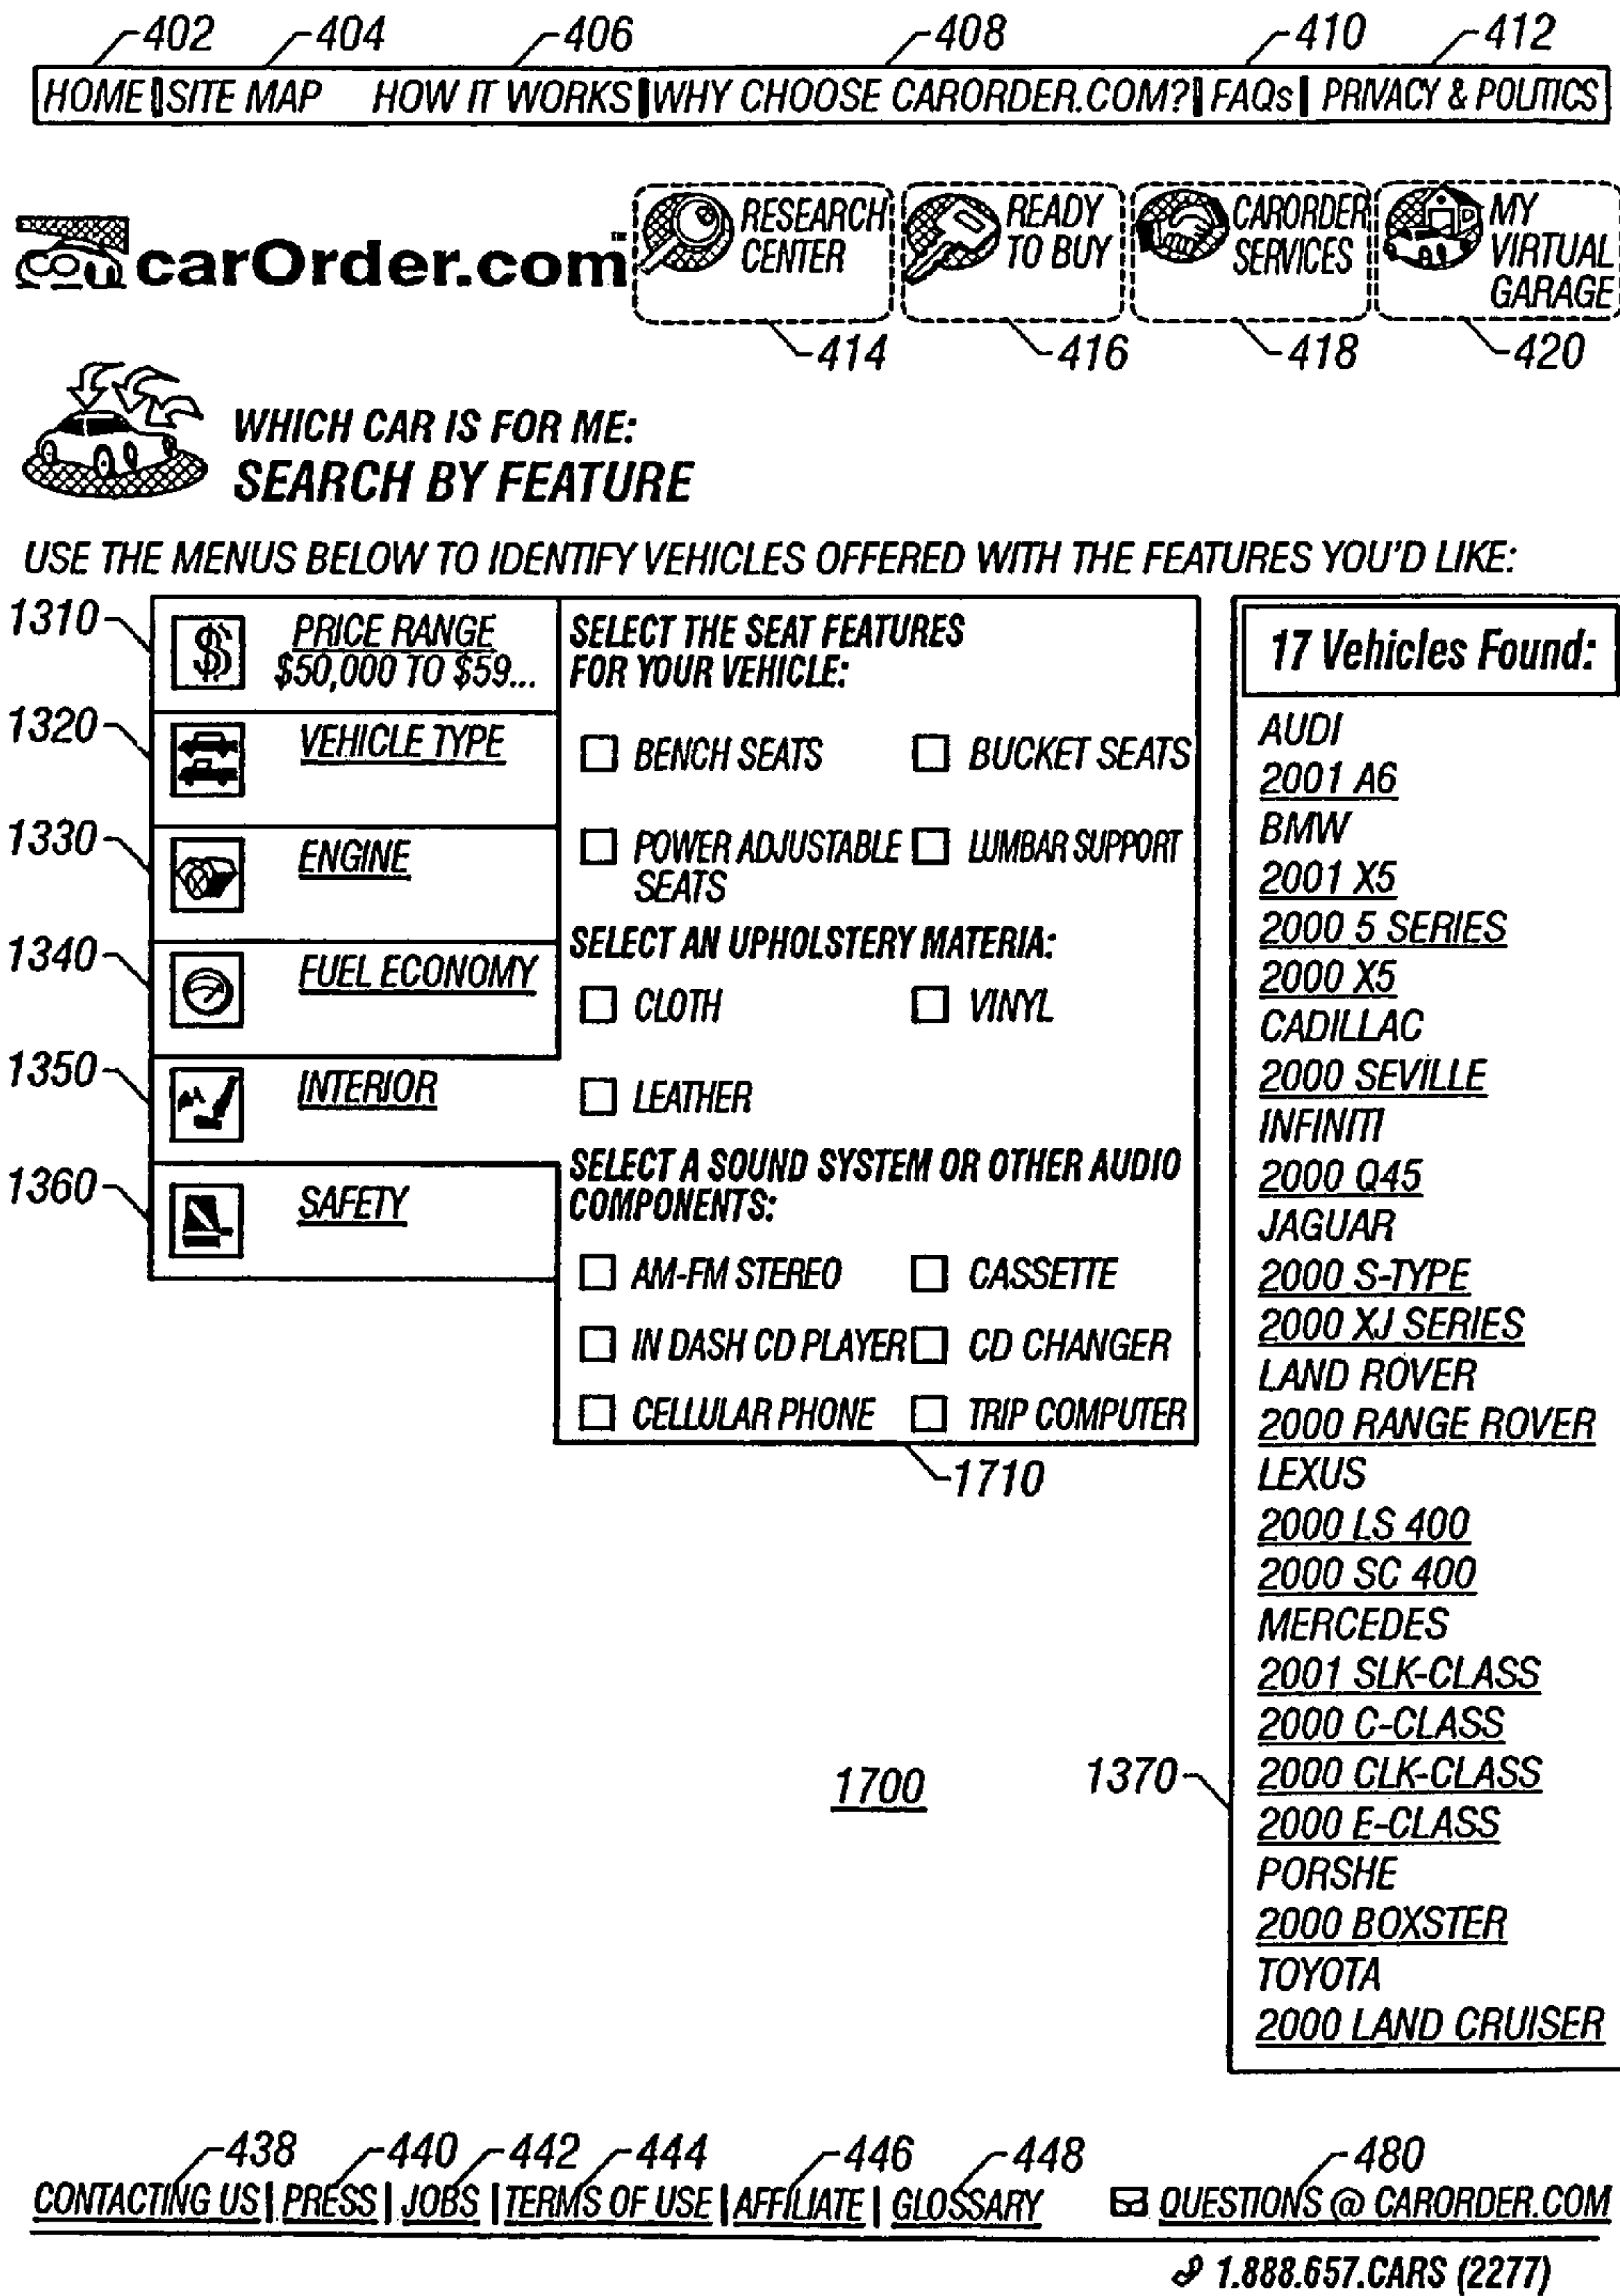 402 404 406 408 410 412
HOME | SITE MAP HOW IT WORKS | WHY CHOOSE CARORDER.COM? | FAQs | PRIVACY & POLITICS
carOrder.com™
RESEARCH CENTER
READY TO BUY
CARORDER SERVICES
MY VIRTUAL GARAGE
414 416 418 420
WHICH CAR IS FOR ME:
SEARCH BY FEATURE
USE THE MENUS BELOW TO IDENTIFY VEHICLES OFFERED WITH THE FEATURES YOU'D LIKE:
1310
$ PRICE RANGE
$50,000 TO $59...
1320
VEHICLE TYPE
1330
ENGINE
1340
FUEL ECONOMY
1350
INTERIOR
1360
SAFETY
SELECT THE SEAT FEATURES
FOR YOUR VEHICLE:
BENCH SEATS BUCKET SEATS
POWER ADJUSTABLE LUMBAR SUPPORT
SEATS
SELECT AN UPHOLSTERY MATERIA:
CLOTH VINYL
LEATHER
SELECT A SOUND SYSTEM OR OTHER AUDIO
COMPONENTS:
AM-FM STEREO CASSETTE
IN DASH CD PLAYER CD CHANGER
CELLULAR PHONE TRIP COMPUTER
1710
17 Vehicles Found:
AUDI
2001 A6
BMW
2001 X5
2000 5 SERIES
2000 X5
CADILLAC
2000 SEVILLE
INFINITI
2000 Q45
JAGUAR
2000 S-TYPE
2000 XJ SERIES
LAND ROVER
2000 RANGE ROVER
LEXUS
2000 LS 400
2000 SC 400
MERCEDES
2001 SLK-CLASS
2000 C-CLASS
2000 CLK-CLASS
2000 E-CLASS
PORSHE
2000 BOXSTER
TOYOTA
2000 LAND CRUISER
1700
1370
438 440 442 444 446 448 480
CONTACTING US | PRESS | JOBS | TERMS OF USE | AFFILIATE | GLOSSARY QUESTIONS @ CARORDER.COM
1.888.657.CARS (2277)